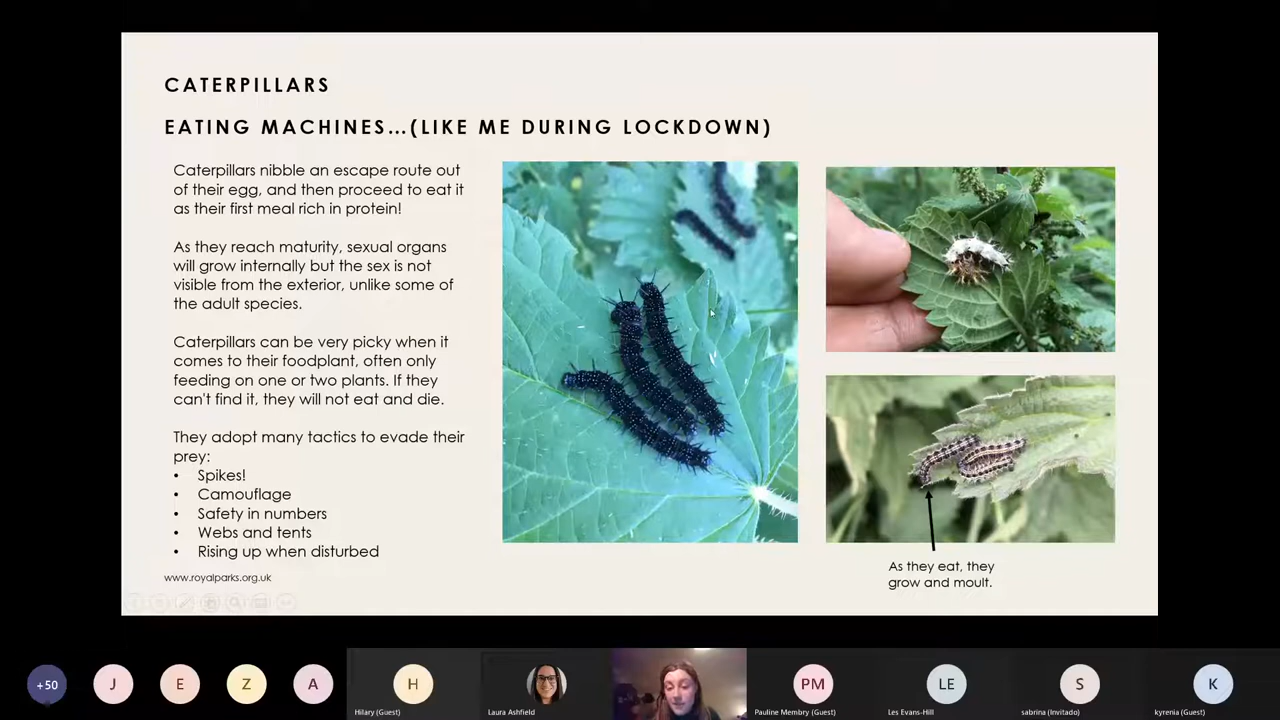 CATERPILLARS
EATING MACHINES...(LIKE ME DURING LOCKDOWN)
Caterpillars nibble an escape route out
of their egg, and then proceed to eat it
as their first meal rich in protein!
As they reach maturity, sexual organs
will grow internally but the sex is not
visible from the exterior, unlike some of
the adult species.
Caterpillars can be very picky when it
comes to their foodplant, often only
feeding on one or two plants. If they
can't find it, they will not eat and die.
They adopt many tactics to evade their
prey:
• Spikes!
• Camouflage
• Safety in numbers
• Webs and tents
• Rising up when disturbed
www.royalparks.org.uk
As they eat, they
grow and moult.
+50
J
E
Z
A
H
Hilary (Guest)
Laura Ashfield
PM
Pauline Membry (Guest)
LE
Les Evans-Hill
S
sabrina (Invitado)
K
kyrenia (Guest)